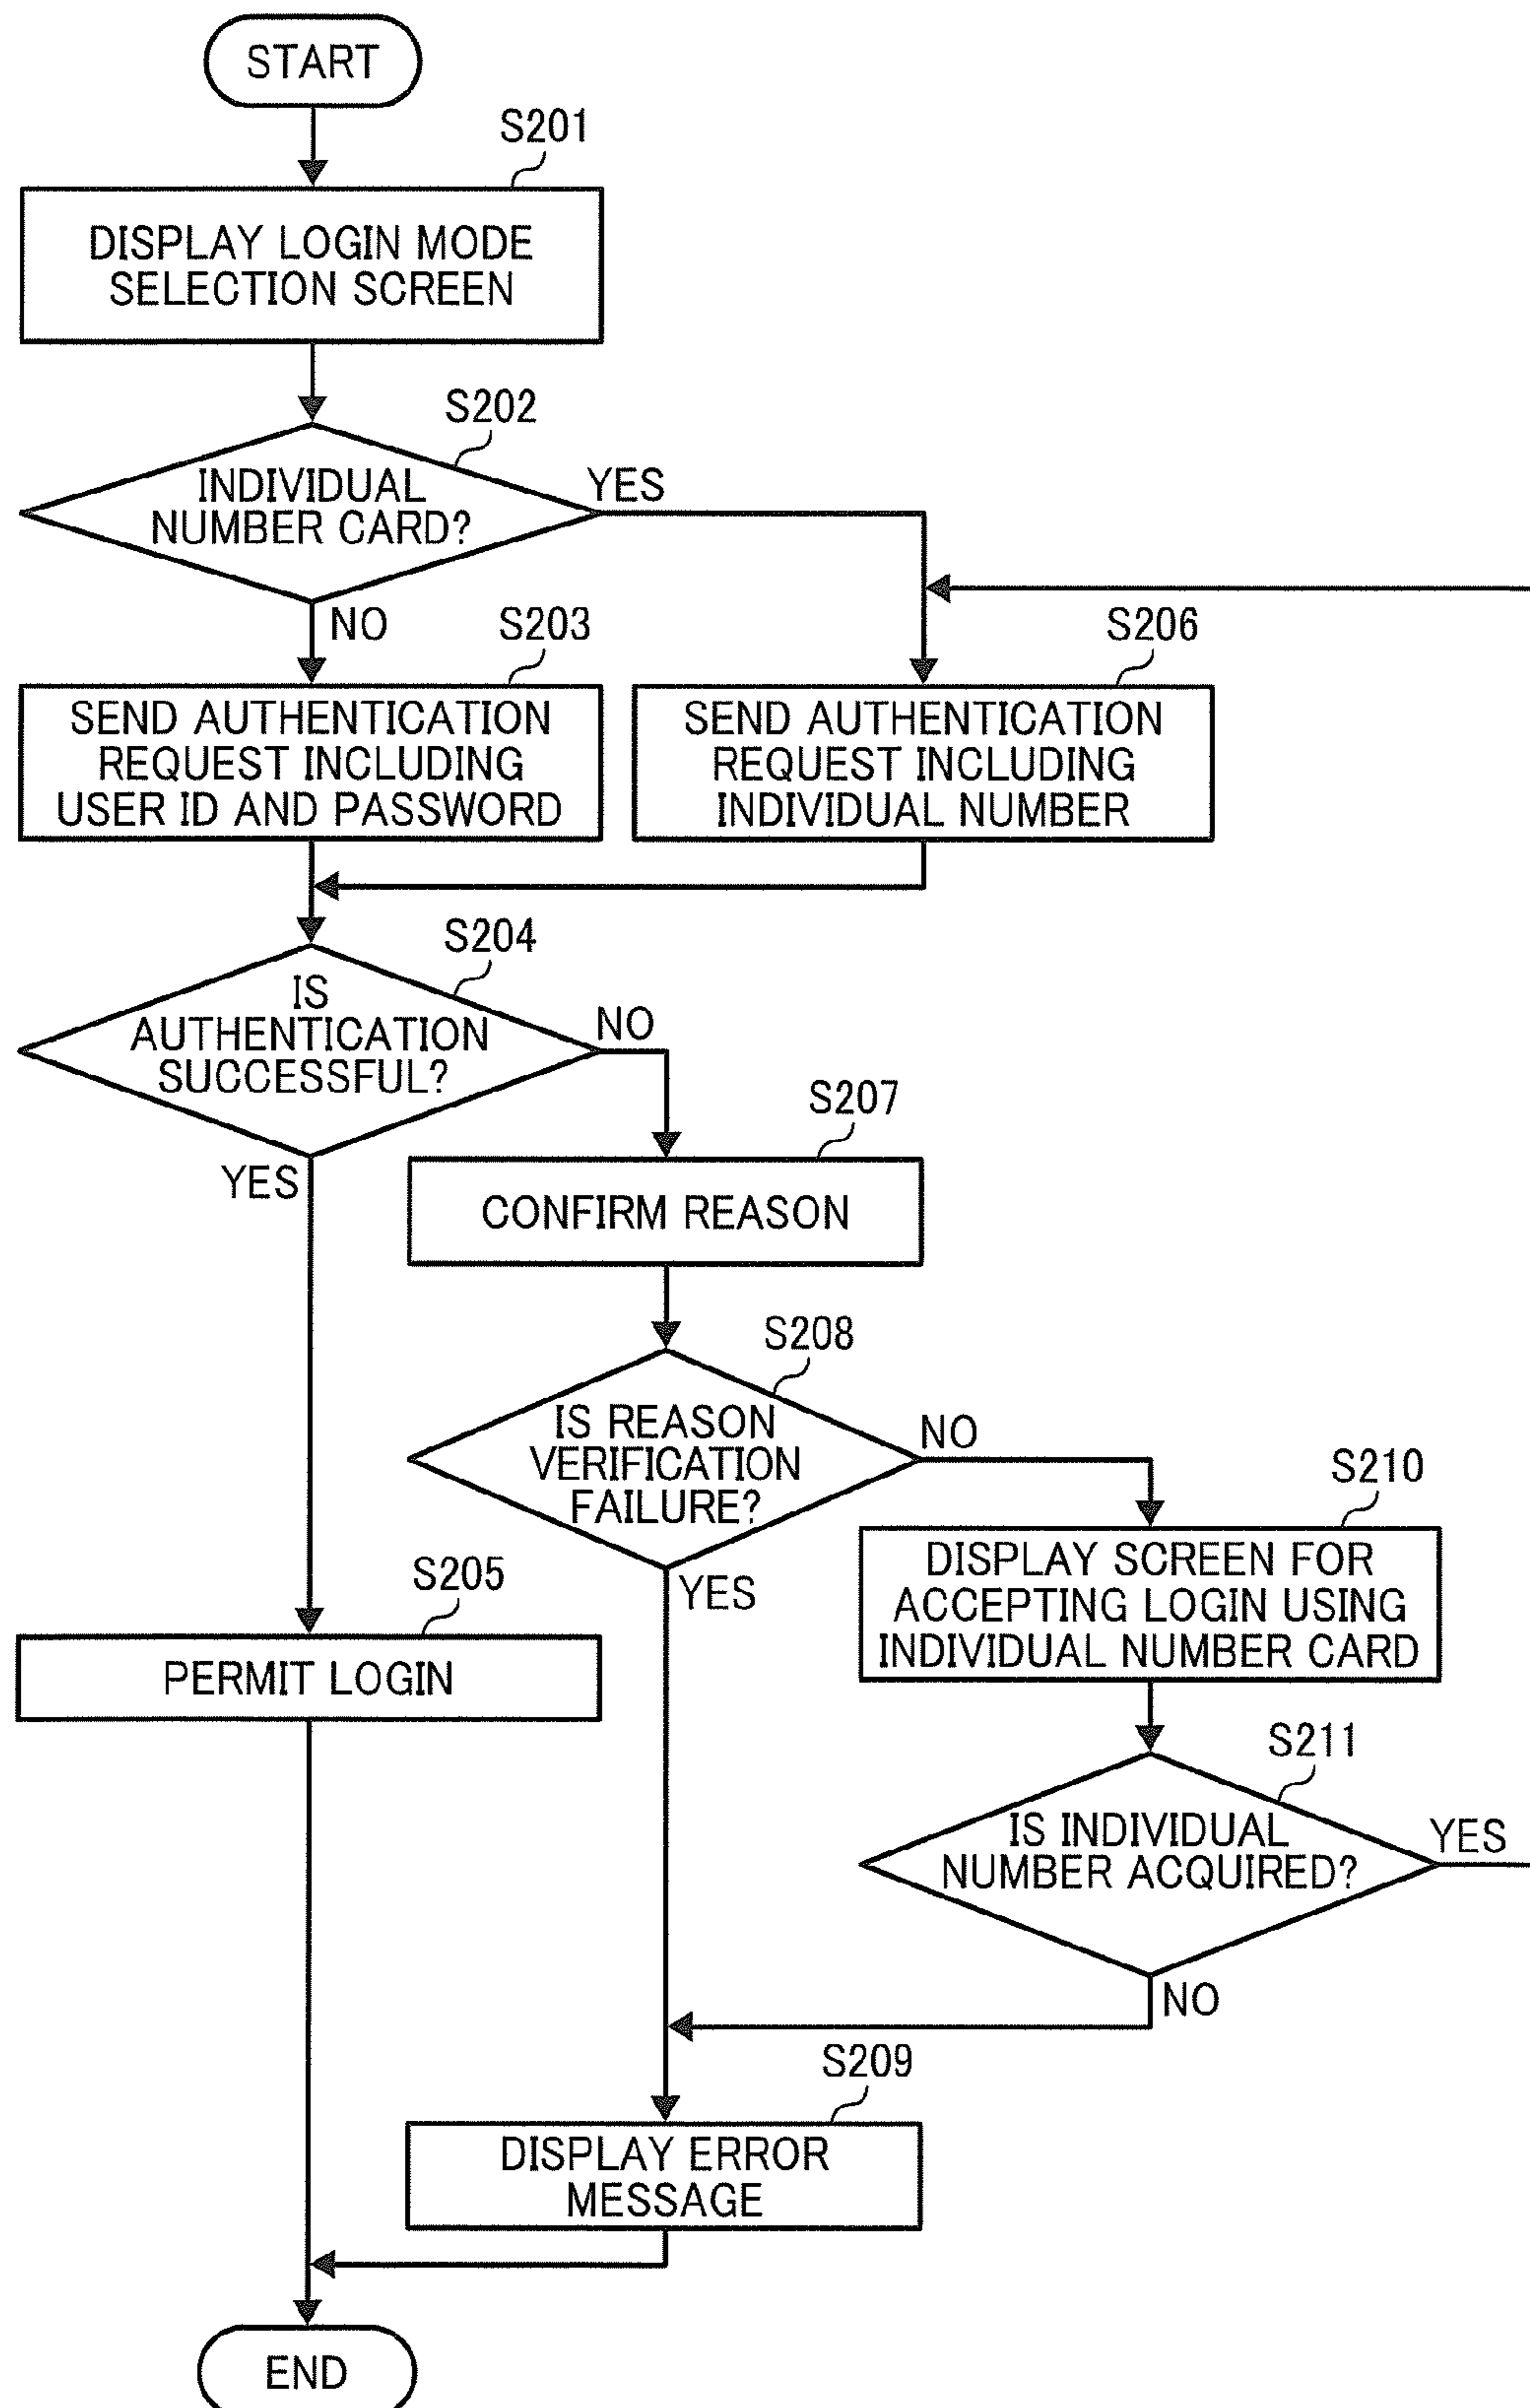 START
S201
DISPLAY LOGIN MODE
SELECTION SCREEN
S202
INDIVIDUAL
NUMBER CARD?
YES
NO
S203
SEND AUTHENTICATION
REQUEST INCLUDING
USER ID AND PASSWORD
S206
SEND AUTHENTICATION
REQUEST INCLUDING
INDIVIDUAL NUMBER
S204
IS
AUTHENTICATION
SUCCESSFUL?
NO
YES
S207
CONFIRM REASON
S208
IS REASON
VERIFICATION
FAILURE?
NO
YES
S210
DISPLAY SCREEN FOR
ACCEPTING LOGIN USING
INDIVIDUAL NUMBER CARD
S205
PERMIT LOGIN
S211
IS INDIVIDUAL
NUMBER ACQUIRED?
YES
NO
S209
DISPLAY ERROR
MESSAGE
END